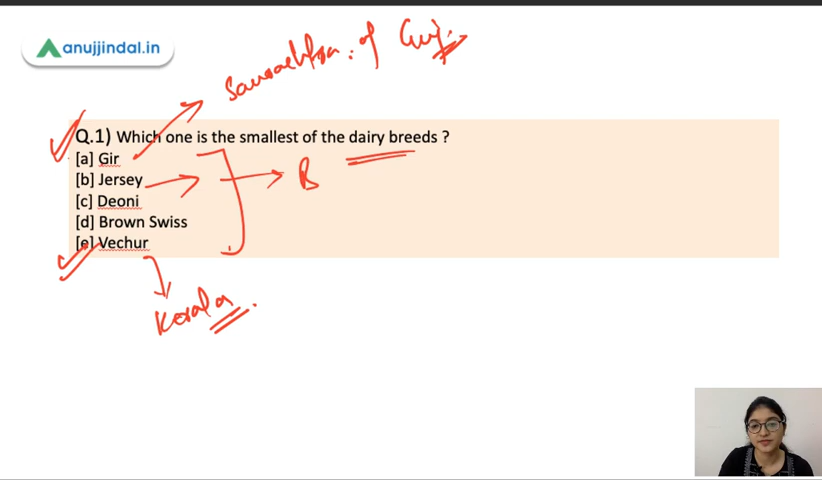 anujjindal.in
Saurashtra. of Guj.
Q.1) Which one is the smallest of the dairy breeds ?
[a] Gir
[b] Jersey
B
[c] Deoni
[d] Brown Swiss
[e] Vechur
Kerala.